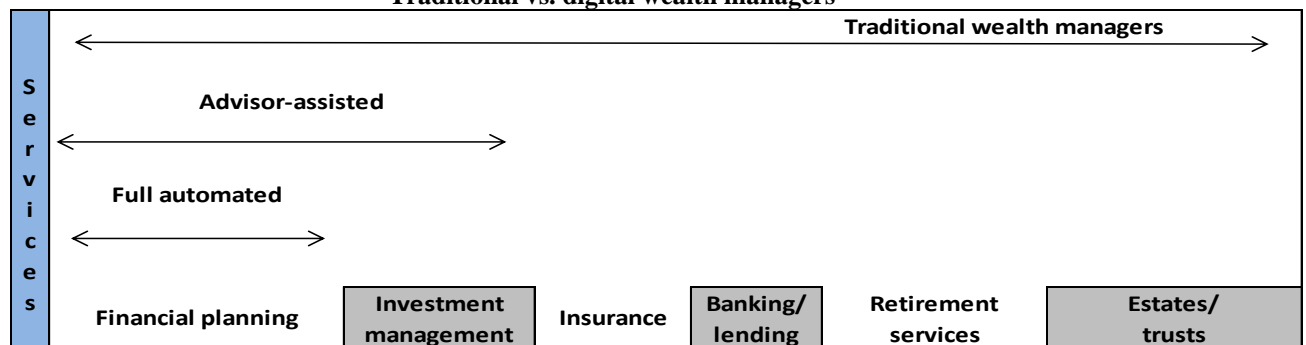 Traditional vs. digital wealth managers
Traditional wealth managers
Services
Advisor-assisted
Full automated
Financial planning
Investment
management
Insurance
Banking/
lending
Retirement
services
Estates/
trusts